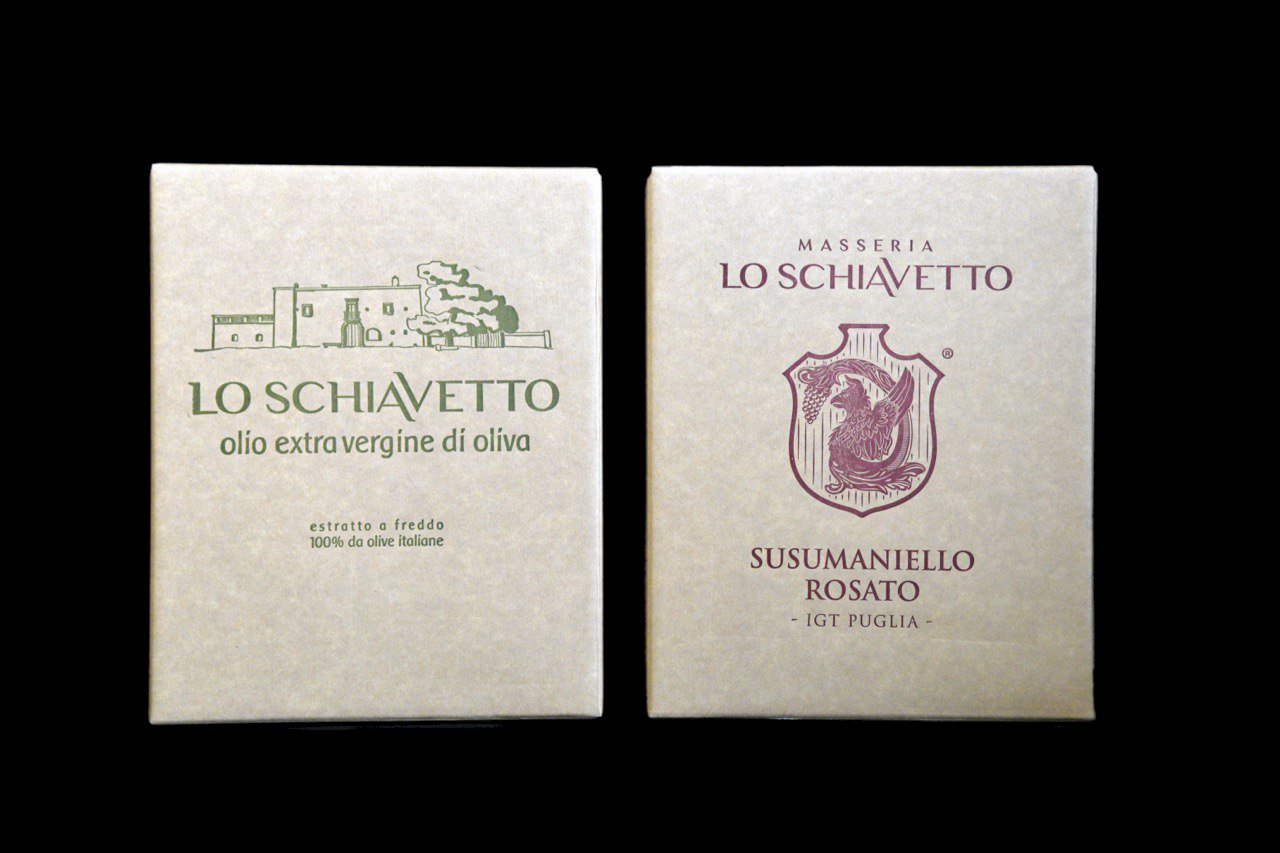 LO SCHIAVETTO
olio extra vergine di oliva
estratto a freddo
100% da olive italiane
MASSERIA
LO SCHIAVETTO
®
SUSUMANIELLO
ROSATO
- IGT PUGLIA -